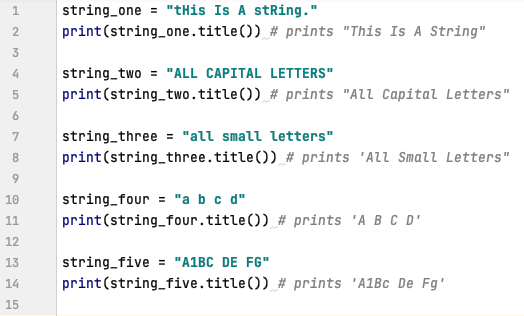 1 string_one = "tHis Is A stRing."
2 print(string_one.title()) # prints "This Is A String"
3
4 string_two = "ALL CAPITAL LETTERS"
5 print(string_two.title()) # prints "All Capital Letters"
6
7 string_three = "all small letters"
8 print(string_three.title()) # prints 'All Small Letters"
9
10 string_four = "a b c d"
11 print(string_four.title()) # prints 'A B C D'
12
13 string_five = "A1BC DE FG"
14 print(string_five.title()) # prints 'A1Bc De Fg'
15